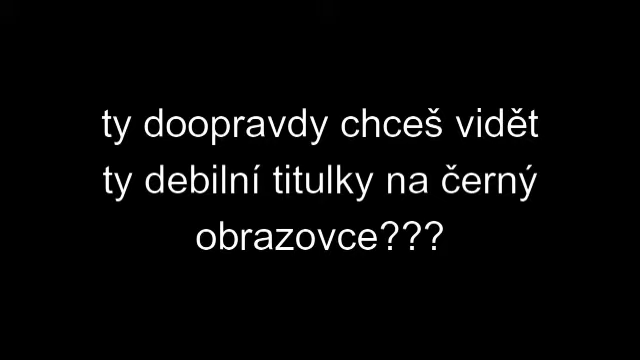 ty doopravdy chceš vidět
ty debilní titulky na černý
obrazovce???